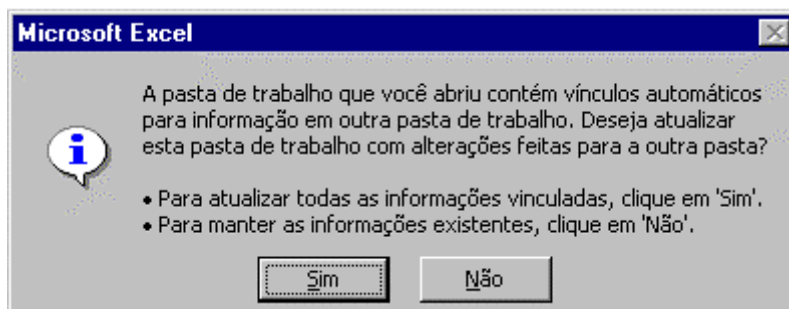 Microsoft Excel
A pasta de trabalho que você abriu contém vínculos automáticos
para informação em outra pasta de trabalho. Deseja atualizar
esta pasta de trabalho com alterações feitas para a outra pasta?
• Para atualizar todas as informações vinculadas, clique em 'Sim'.
• Para manter as informações existentes, clique em 'Não'.
Sim Não